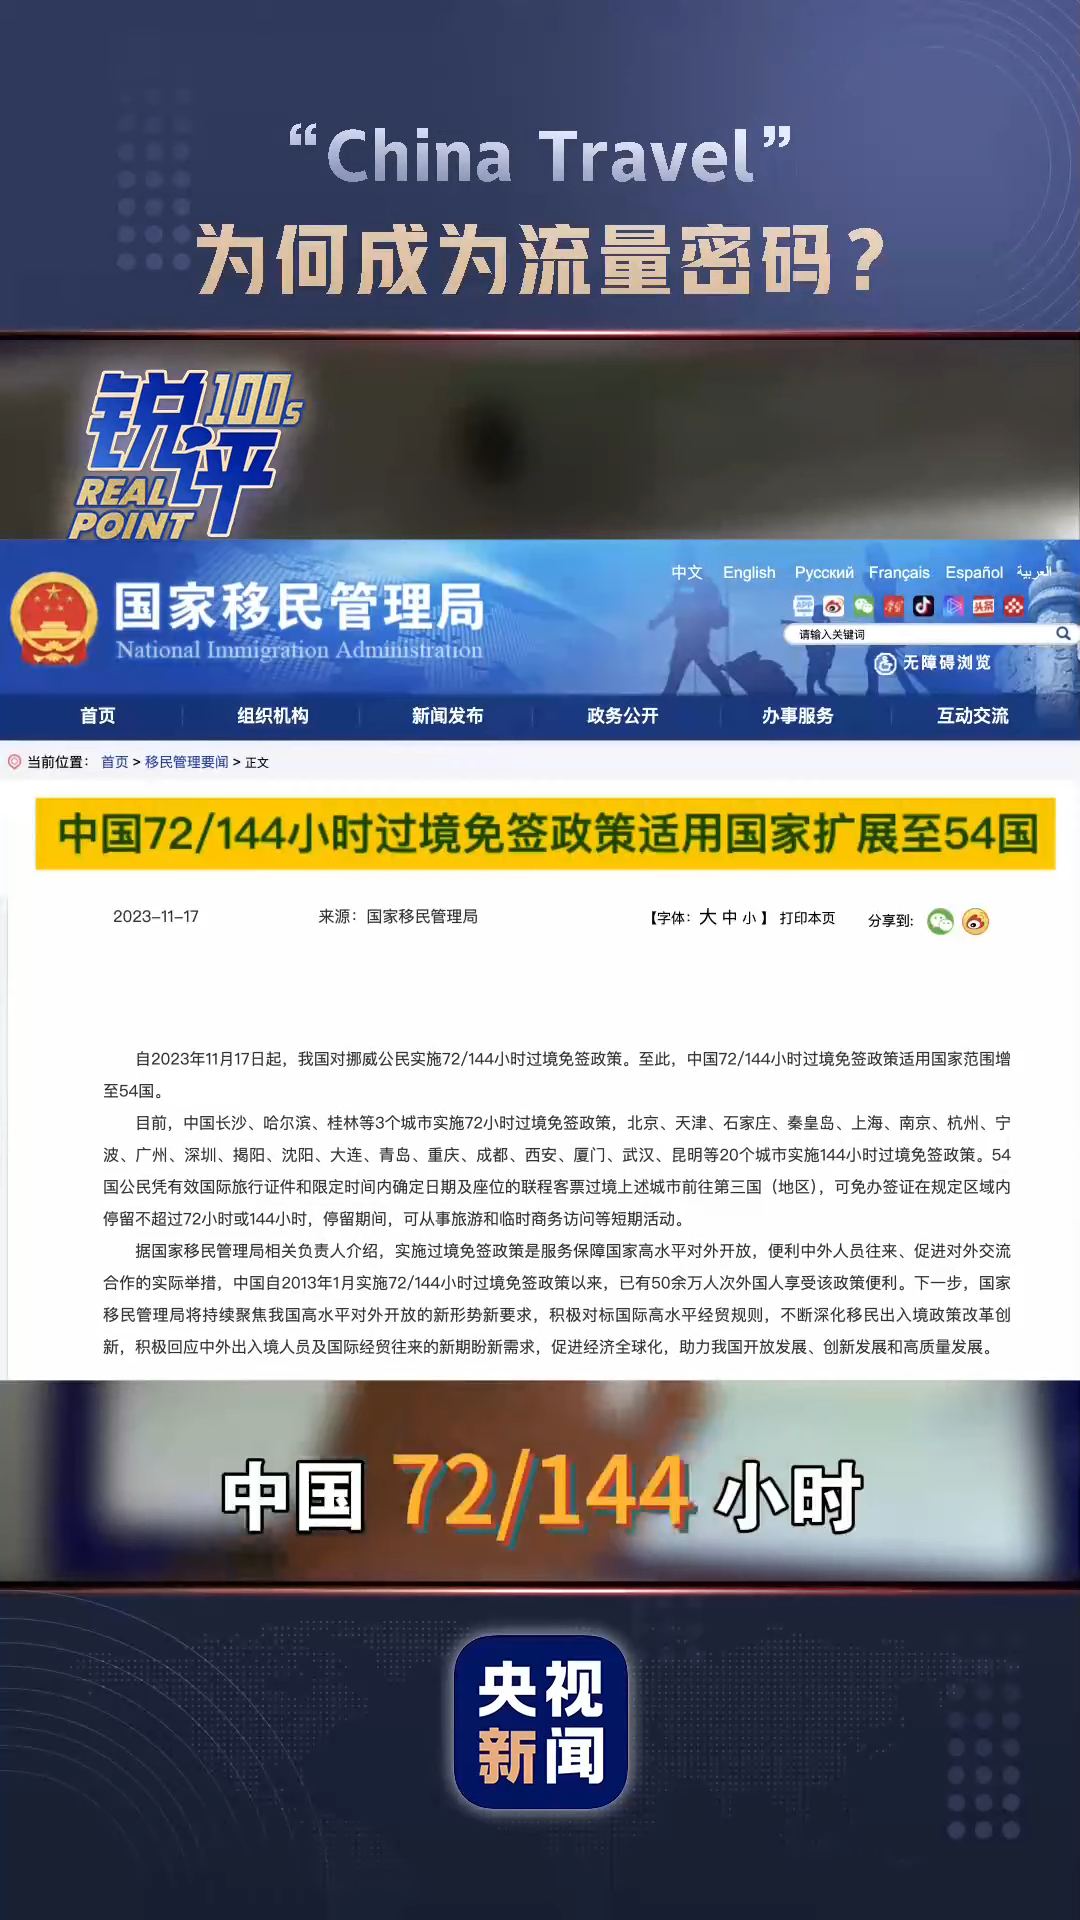 “China Travel”
为何成为流量密码？
锐评100s
REAL
POINT
国家移民管理局
National Immigration Administration
中文 English Русский Français Español العربية
请输入关键词
无障碍浏览
首页 组织机构 新闻发布 政务公开 办事服务 互动交流
当前位置： 首页 > 移民管理要闻 > 正文
中国72/144小时过境免签政策适用国家扩展至54国
2023-11-17 来源：国家移民管理局 【字体：大 中 小 】 打印本页 分享到:
自2023年11月17日起，我国对挪威公民实施72/144小时过境免签政策。至此，中国72/144小时过境免签政策适用国家范围增
至54国。
目前，中国长沙、哈尔滨、桂林等3个城市实施72小时过境免签政策，北京、天津、石家庄、秦皇岛、上海、南京、杭州、宁
波、广州、深圳、揭阳、沈阳、大连、青岛、重庆、成都、西安、厦门、武汉、昆明等20个城市实施144小时过境免签政策。54
国公民凭有效国际旅行证件和限定时间内确定日期及座位的联程客票过境上述城市前往第三国（地区），可免办签证在规定区域内
停留不超过72小时或144小时，停留期间，可从事旅游和临时商务访问等短期活动。
据国家移民管理局相关负责人介绍，实施过境免签政策是服务保障国家高水平对外开放，便利中外人员往来、促进对外交流
合作的实际举措，中国自2013年1月实施72/144小时过境免签政策以来，已有50余万人次外国人享受该政策便利。下一步，国家
移民管理局将持续聚焦我国高水平对外开放的新形势新要求，积极对标国际高水平经贸规则，不断深化移民出入境政策改革创
新，积极回应中外出入境人员及国际经贸往来的新期盼新需求，促进经济全球化，助力我国开放发展、创新发展和高质量发展。
中国 72/144 小时
央视
新闻